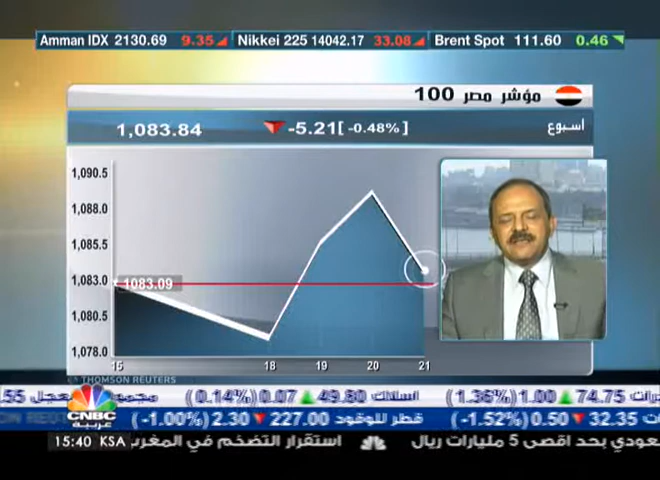 Amman IDX 2130.69 9.35 Nikkei 225 14042.17 33.08 Brent Spot 111.60 0.46
مؤشر مصر 100
1,083.84 -5.21[ -0.48%] اسبوع
1,090.5
1,088.0
1,085.5
1,083.0
1083.09
1,080.5
1,078.0
15 18 19 20 21
THOMSON REUTERS
(1.36%) 1.00 74.75 اسلاك (0.14%) 0.07 49.80
(-1.52%) 0.50 32.35 قطر للوقود (-1.00%) 2.30 227.00
CNBC
عربية
15:40 KSA
بحد اقصى 5 مليارات ريال استقرار التضخم في المغرب